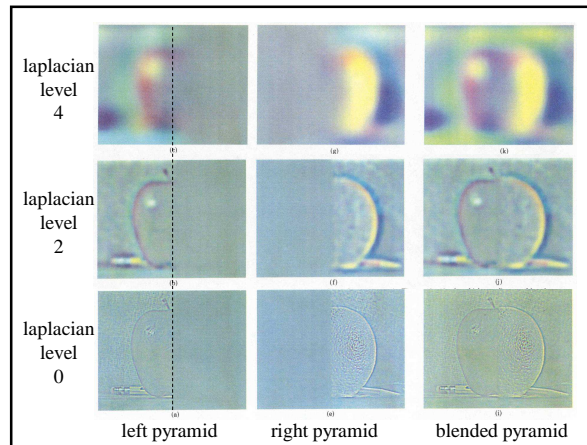 laplacian
level
4
(c) (g) (k)
laplacian
level
2
(b) (f) (j)
laplacian
level
0
(a) (e) (i)
left pyramid right pyramid blended pyramid